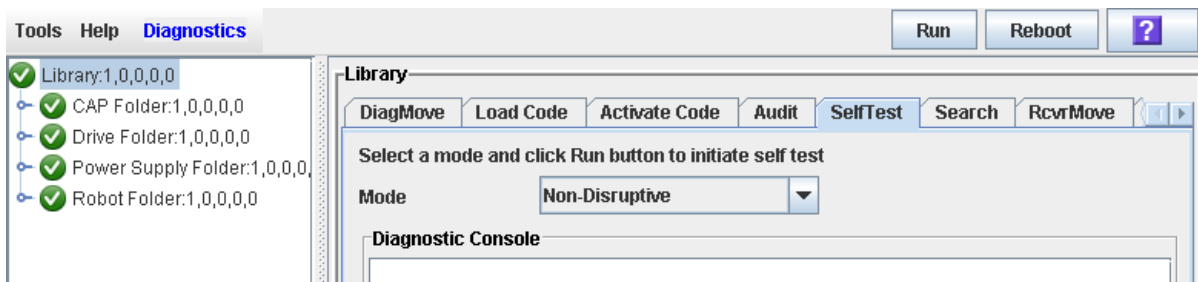 Tools Help Diagnostics Run Reboot ?
Library:1,0,0,0,0
CAP Folder:1,0,0,0,0
Drive Folder:1,0,0,0,0
Power Supply Folder:1,0,0,0,
Robot Folder:1,0,0,0,0
Library
DiagMove Load Code Activate Code Audit SelfTest Search RcvrMove
Select a mode and click Run button to initiate self test
Mode Non-Disruptive
Diagnostic Console